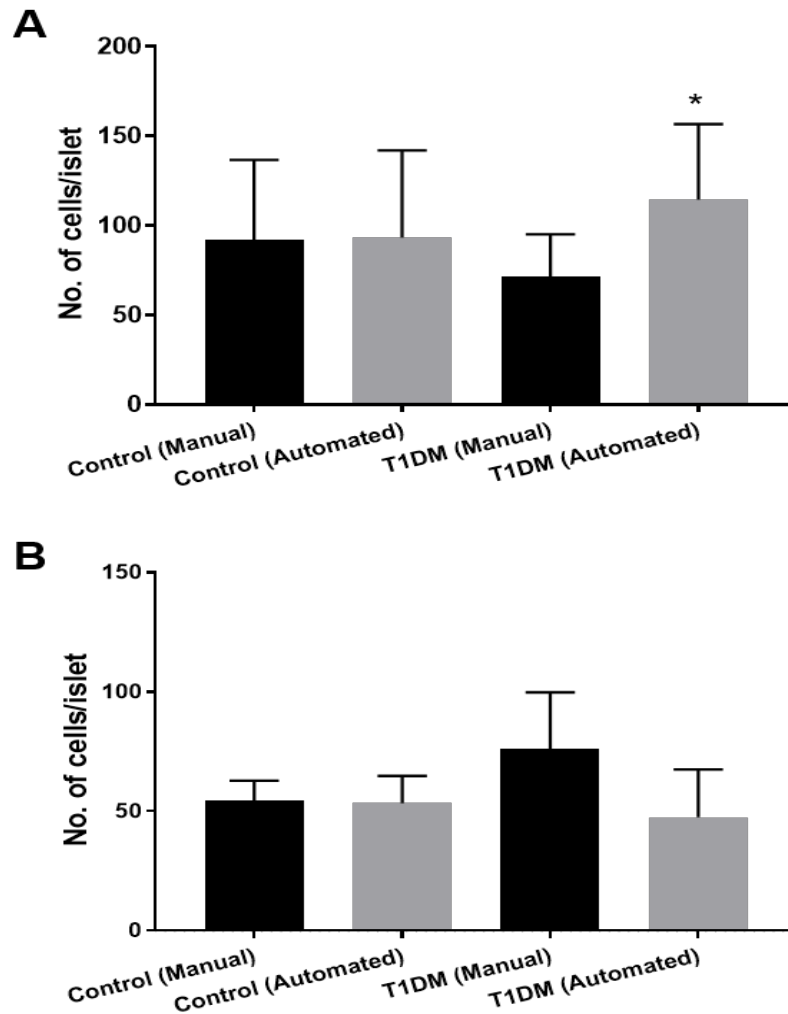 A
No. of cells/islet
200
150
100
50
0
*
Control (Manual)
Control (Automated)
T1DM (Manual)
T1DM (Automated)
B
No. of cells/islet
150
100
50
0
Control (Manual)
Control (Automated)
T1DM (Manual)
T1DM (Automated)